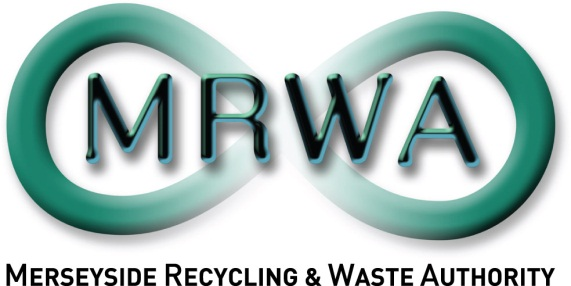 MRWA
MERSEYSIDE RECYCLING & WASTE AUTHORITY